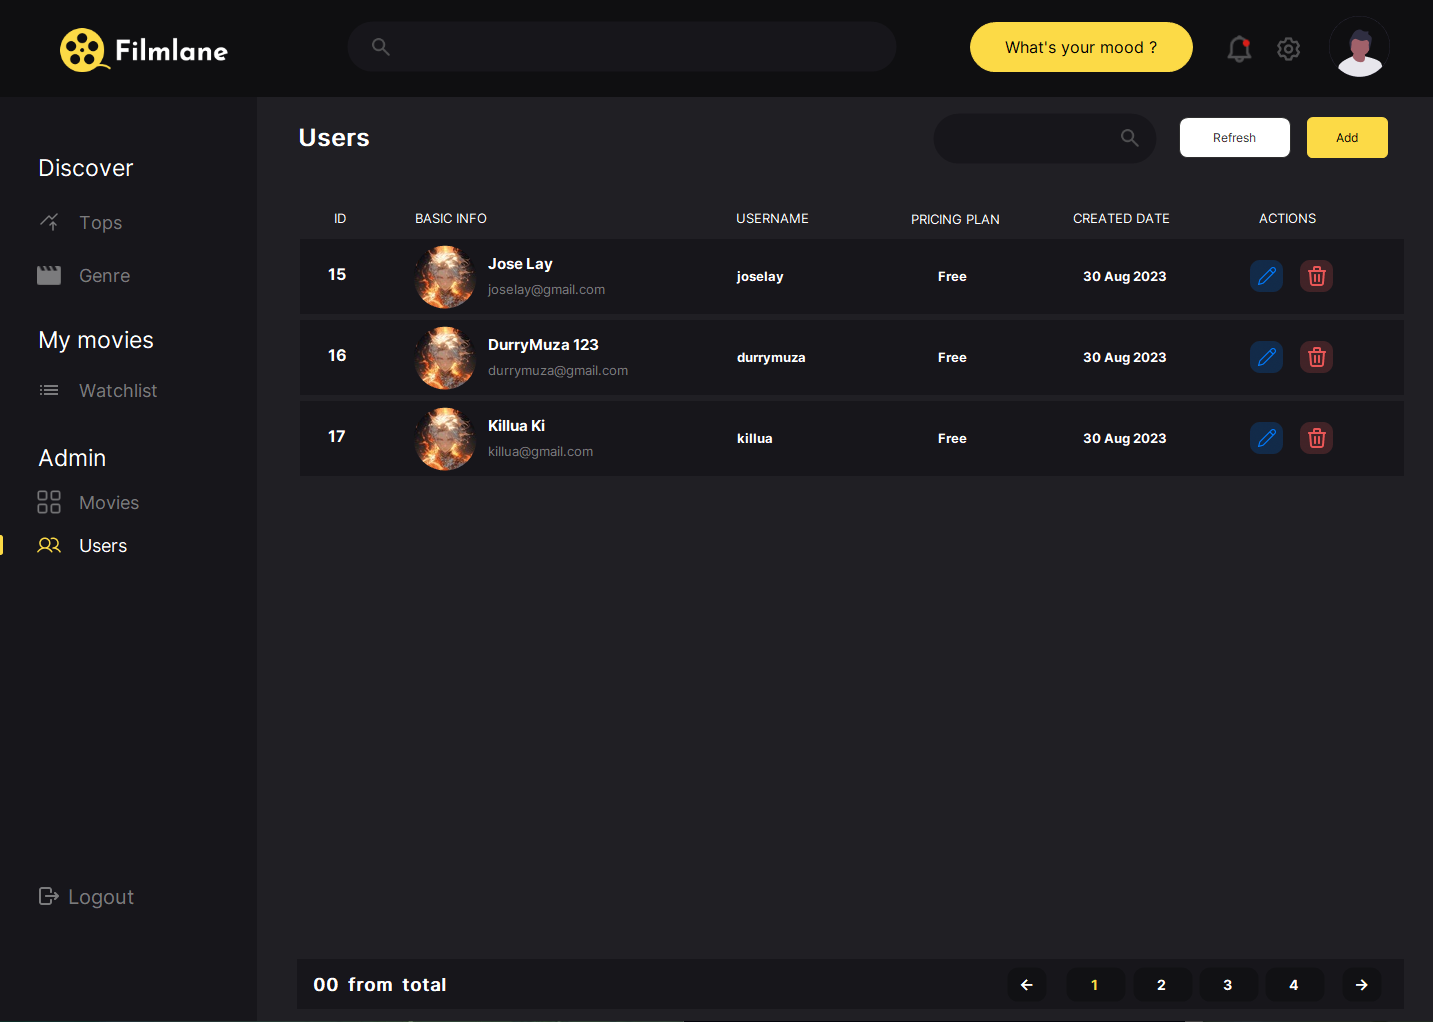 Filmlane
What's your mood ?
Discover
Tops
Genre
My movies
Watchlist
Admin
Movies
Users
Logout
Users
Refresh
Add
ID BASIC INFO USERNAME PRICING PLAN CREATED DATE ACTIONS
15 Jose Lay joselay Free 30 Aug 2023
joselay@gmail.com
16 DurryMuza 123 durrymuza Free 30 Aug 2023
durrymuza@gmail.com
17 Killua Ki killua Free 30 Aug 2023
killua@gmail.com
00 from total
1 2 3 4